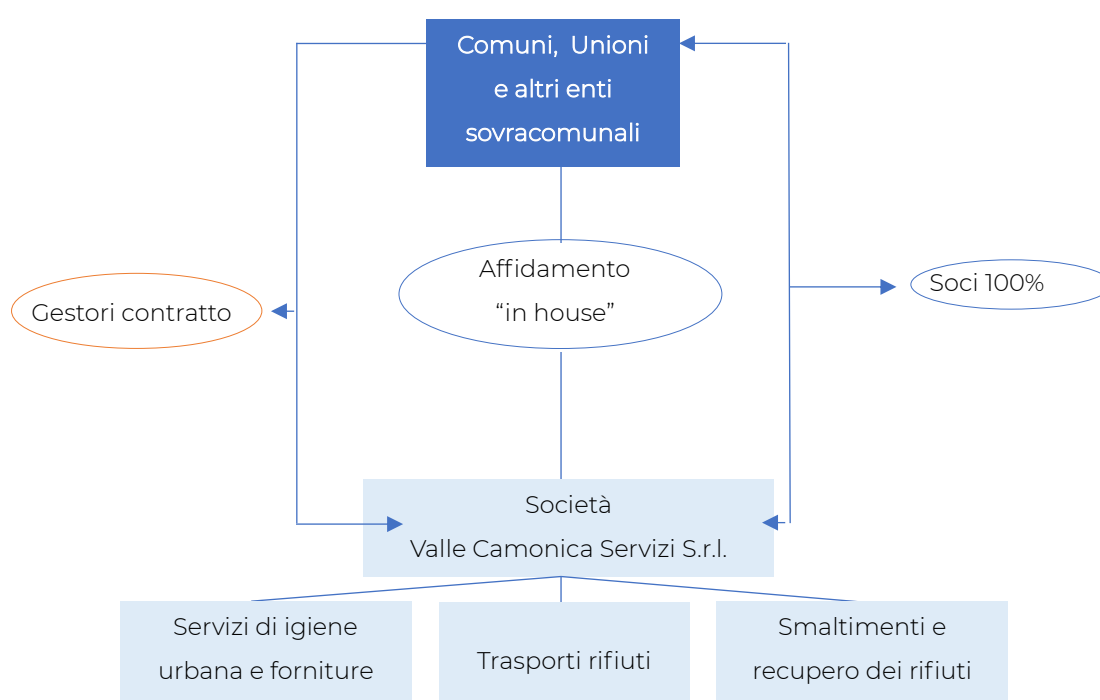 Comuni, Unioni
e altri enti
sovracomunali
Affidamento
“in house”
Gestori contratto
Soci 100%
Società
Valle Camonica Servizi S.r.l.
Servizi di igiene
urbana e forniture
Trasporti rifiuti
Smaltimenti e
recupero dei rifiuti